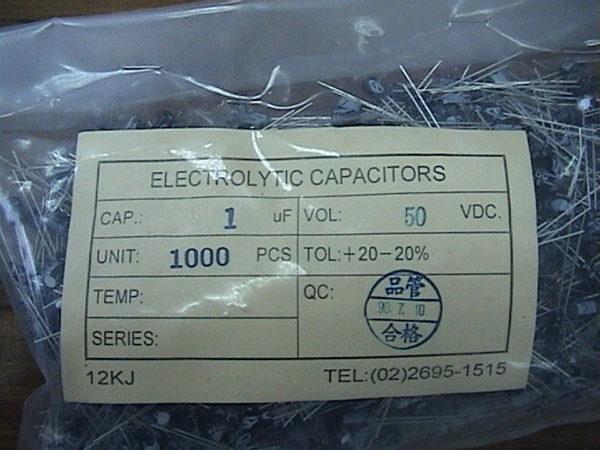 ELECTROLYTIC CAPACITORS
CAP.: 1 uF VOL: 50 VDC.
UNIT: 1000 PCS TOL:+20-20%
TEMP: QC:
品管
90. 7. 10
合格
SERIES:
12KJ TEL:(02)2695-1515